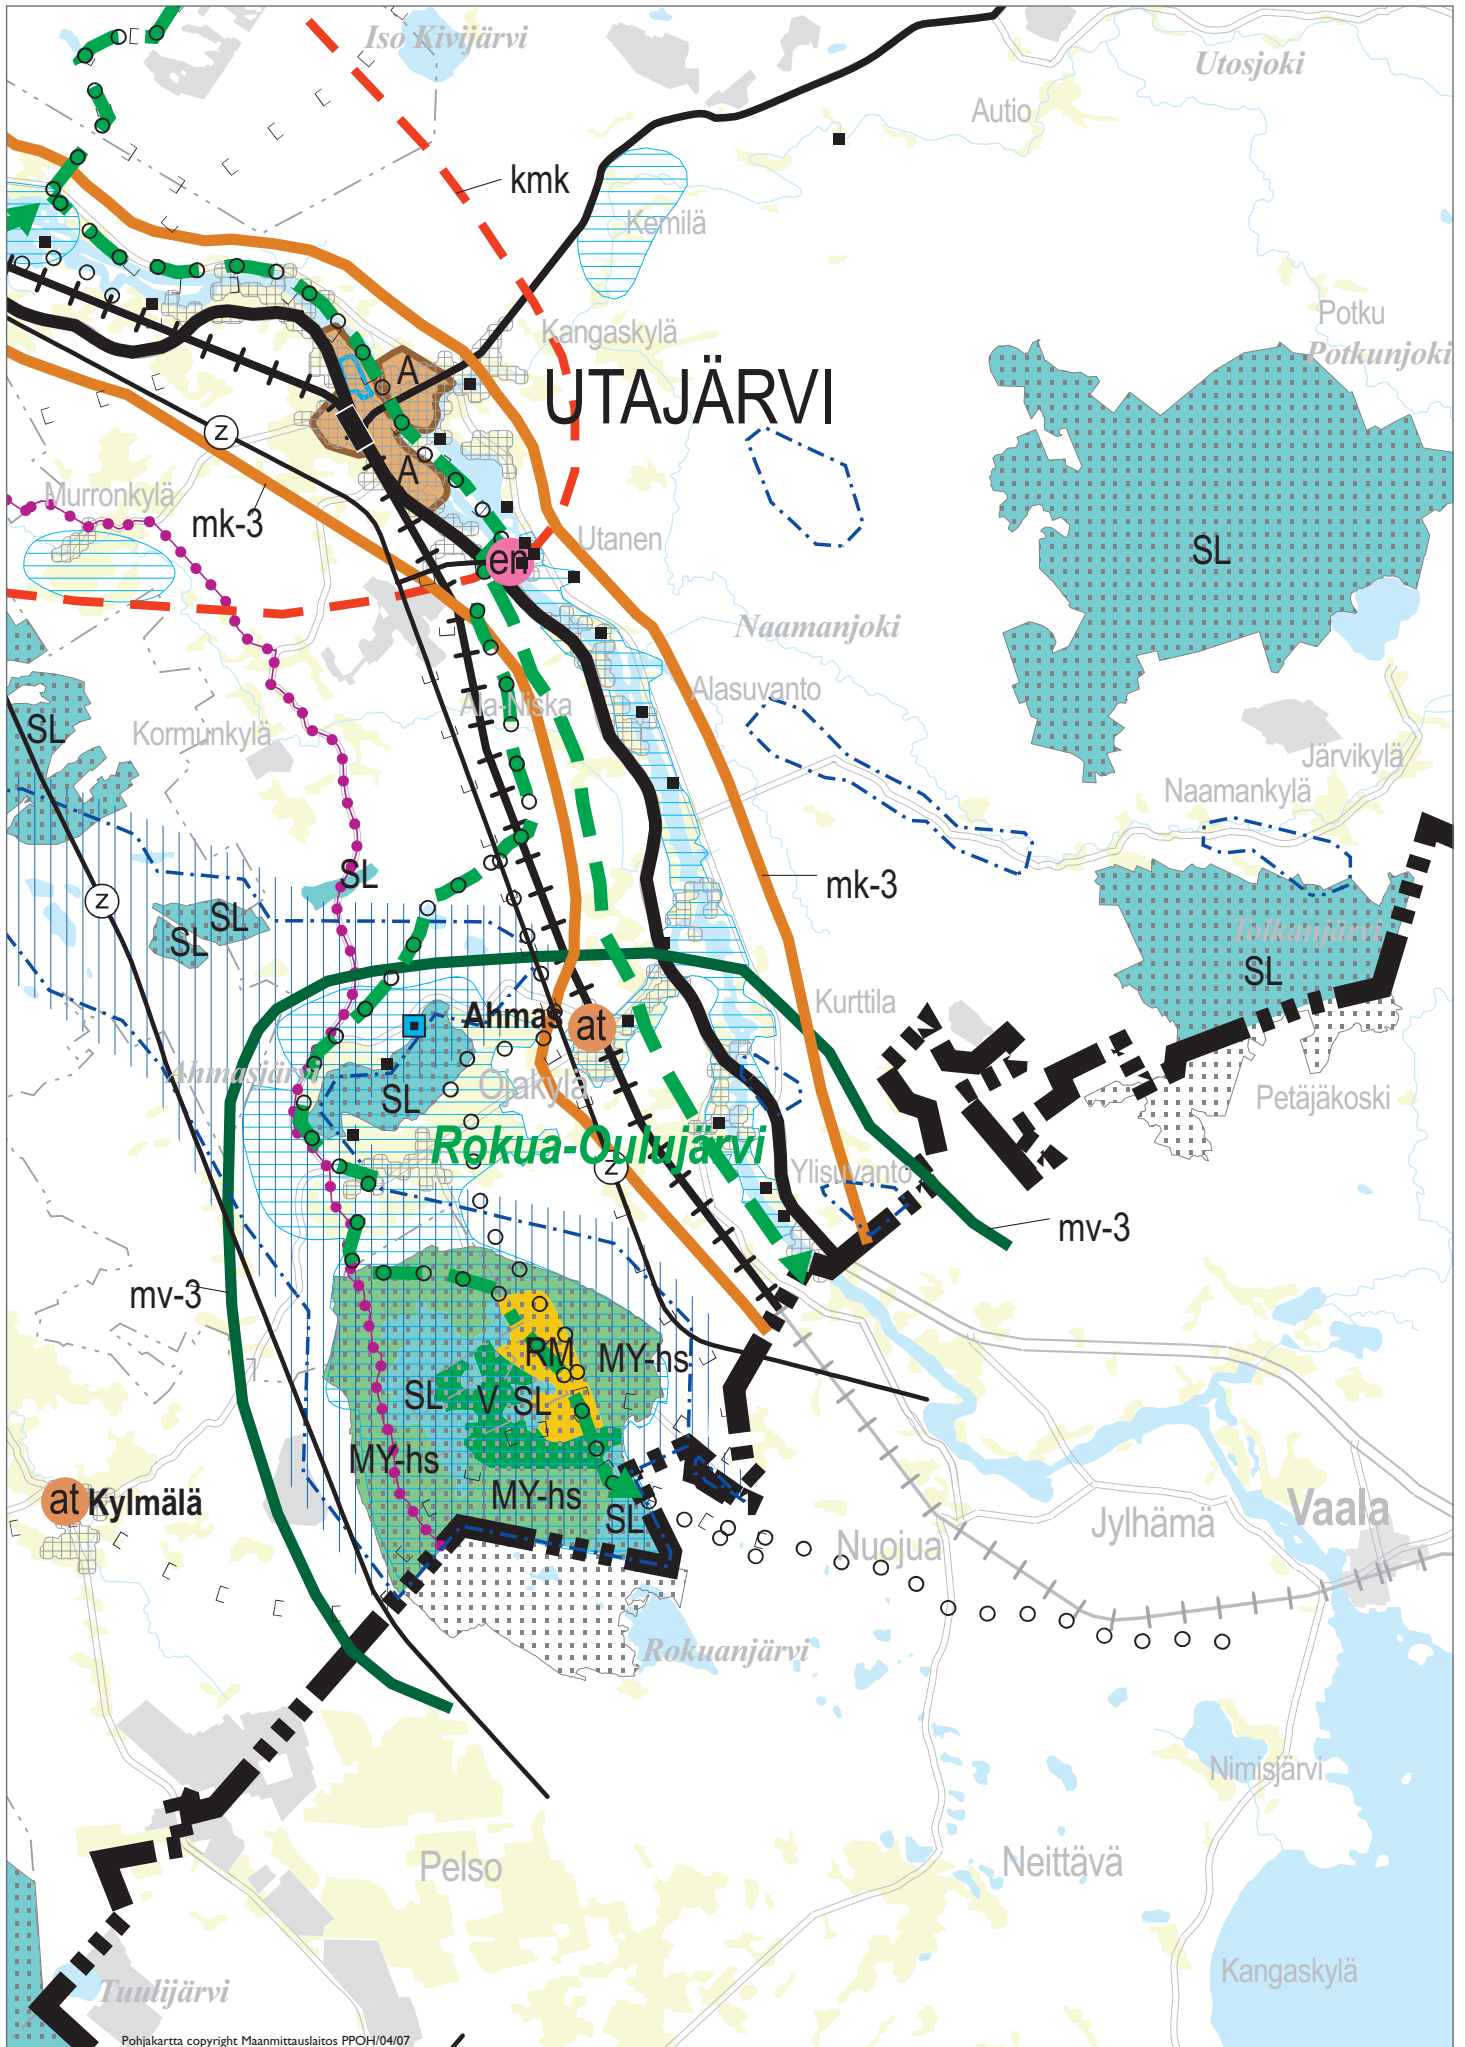 Iso Kivijärvi
Utosjoki
Autio
kmk
Kemilä
Potku
Kangaskylä
Potkunjoki
A
UTAJÄRVI
z
A
Murronkylä
mk-3
Utanen
SL
en
Naamanjoki
Alasuvanto
Ala-Niska
SL
Kormunkylä
Järvikylä
Naamankylä
SL
mk-3
z
SL
SL
Tolkanjärvi
SL
Kurttila
Ahmas
at
Ahmasjärvi
Ojakylä
SL
Petäjäkoski
Rokua-Oulujärvi
z
Ylisuvanto
mv-3
mv-3
RM
MY-hs
SL
V
SL
MY-hs
MY-hs
at
Kylmälä
SL
Jylhämä
Vaala
Nuojua
Rokuanjärvi
Nimisjärvi
Pelso
Neittävä
Kangaskylä
Tuulijärvi
Pohjakartta copyright Maanmittauslaitos PPOH/04/07